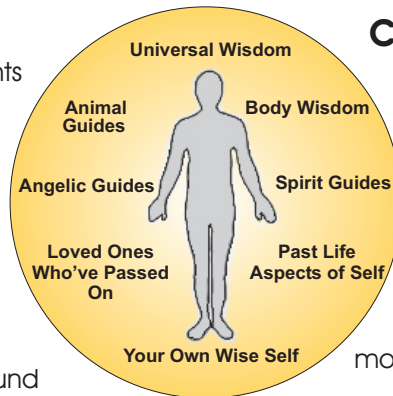 Universal Wisdom
C
nts
Animal
Guides
Body Wisdom
Angelic Guides
Spirit Guides
Loved Ones
Who've Passed
On
Past Life
Aspects of Self
Your Own Wise Self
ma
und